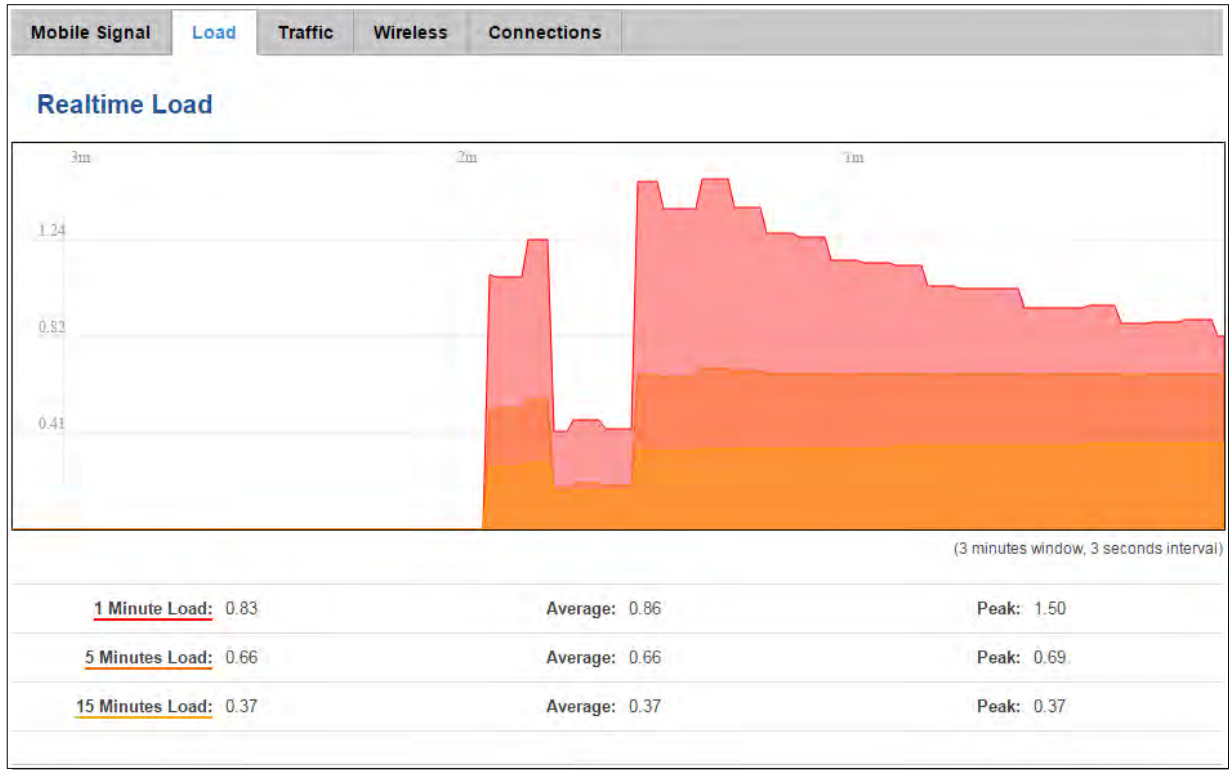 Mobile Signal Load Traffic Wireless Connections
Realtime Load
3m 2m 1m
1.24
0.82
0.41
(3 minutes window, 3 seconds interval)
1 Minute Load: 0.83 Average: 0.86 Peak: 1.50
5 Minutes Load: 0.66 Average: 0.66 Peak: 0.69
15 Minutes Load: 0.37 Average: 0.37 Peak: 0.37